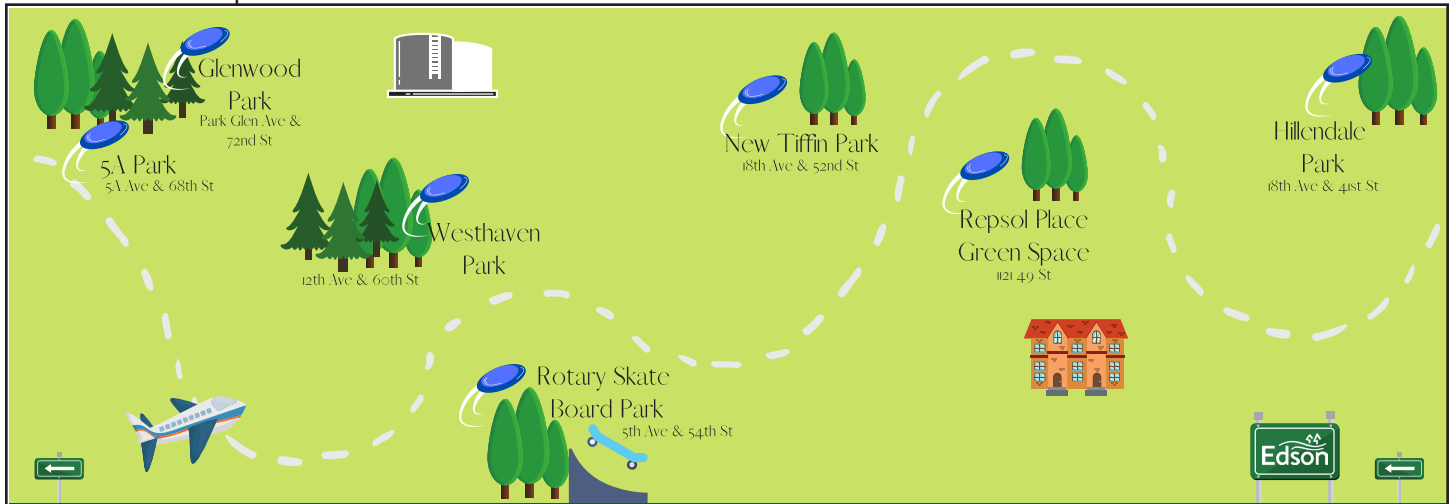 Glenwood
Park
Park Glen Ave &
72nd St
5A Park
5A Ave & 68th St
Westhaven
Park
12th Ave & 60th St
New Tiffin Park
18th Ave & 52nd St
Repsol Place
Green Space
1121 49 St
Hillendale
Park
18th Ave & 41st St
Rotary Skate
Board Park
5th Ave & 54th St
Edson